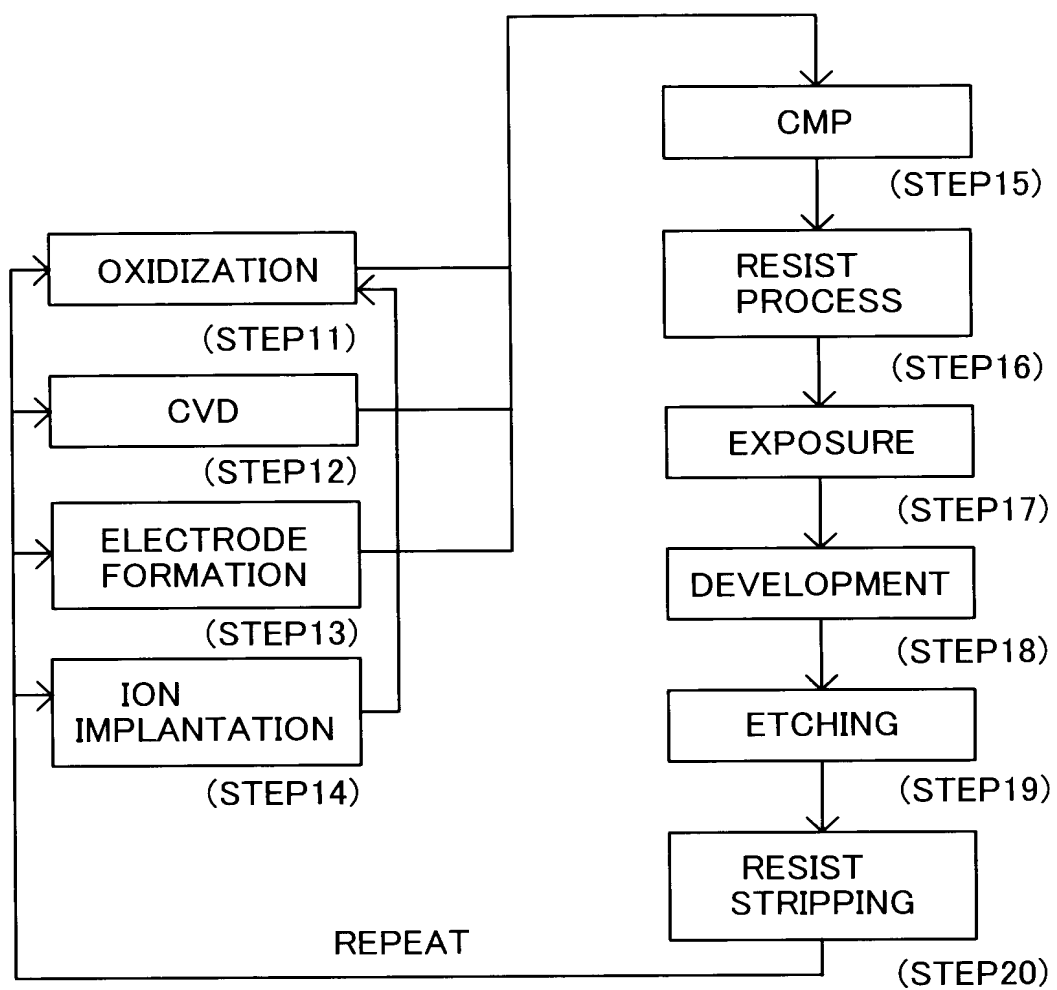 OXIDIZATION
(STEP11)
CVD
(STEP12)
ELECTRODE
FORMATION
(STEP13)
ION
IMPLANTATION
(STEP14)
CMP
(STEP15)
RESIST
PROCESS
(STEP16)
EXPOSURE
(STEP17)
DEVELOPMENT
(STEP18)
ETCHING
(STEP19)
RESIST
STRIPPING
(STEP20)
REPEAT